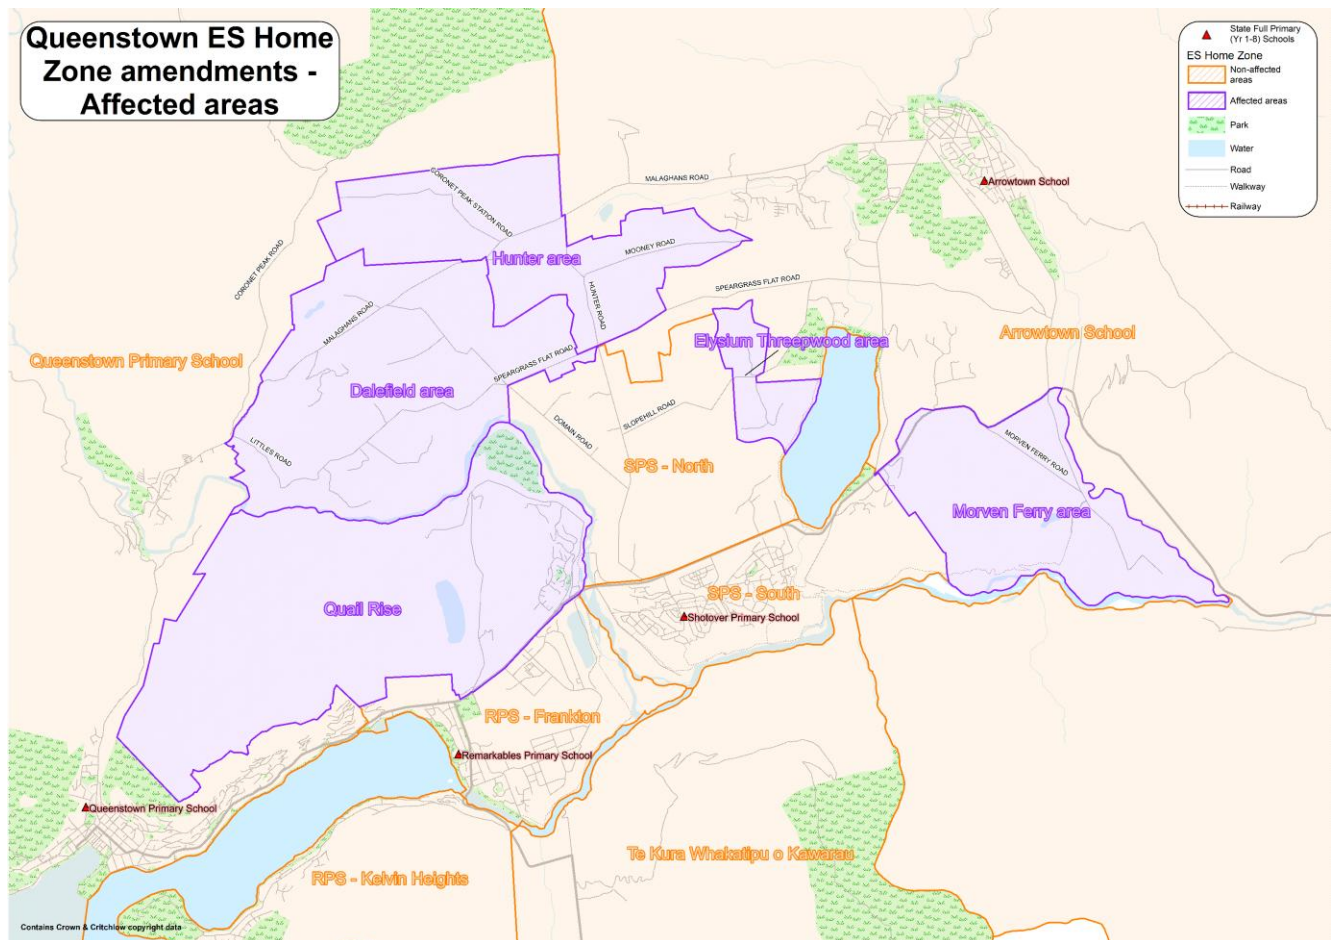 Queenstown ES Home
Zone amendments -
Affected areas
State Full Primary
(Yr 1-8) Schools
ES Home Zone
Non-affected
areas
Affected areas
Park
Water
Road
Walkway
Railway
MALAGHANS ROAD
Arrowtown School
CORONET PEAK STATION ROAD
CORONET PEAK ROAD
MOONEY ROAD
Hunter area
HUNTER ROAD
SPEARGRASS FLAT ROAD
MALAGHANS ROAD
Elysium Threepwood area
Arrowtown School
Queenstown Primary School
SPEARGRASS FLAT ROAD
Dalefield area
SLOPEHILL ROAD
DOMAIN ROAD
LITTLES ROAD
MORVEN FERRY ROAD
SPS - North
Morven Ferry area
Quail Rise
SPS - South
Shotover Primary School
RPS - Frankton
Remarkables Primary School
Queenstown Primary School
Te Kura Whakatipu o Kawarau
RPS - Kelvin Heights
Contains Crown & Critchlow copyright data